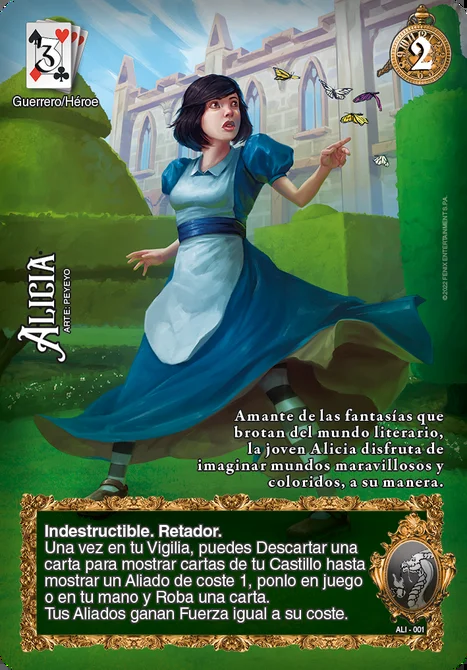 3
2
Guerrero/Héroe
©2022 FENIX ENTERTAINMENT S.P.A.
ALICIA
ARTE: PEYEYO
Amante de las fantasías que
brotan del mundo literario,
la joven Alicia disfruta de
imaginar mundos maravillosos y
coloridos, a su manera.
Indestructible. Retador.
Una vez en tu Vigilia, puedes Descartar una
carta para mostrar cartas de tu Castillo hasta
mostrar un Aliado de coste 1, ponlo en juego
o en tu mano y Roba una carta.
Tus Aliados ganan Fuerza igual a su coste.
ALI - 001